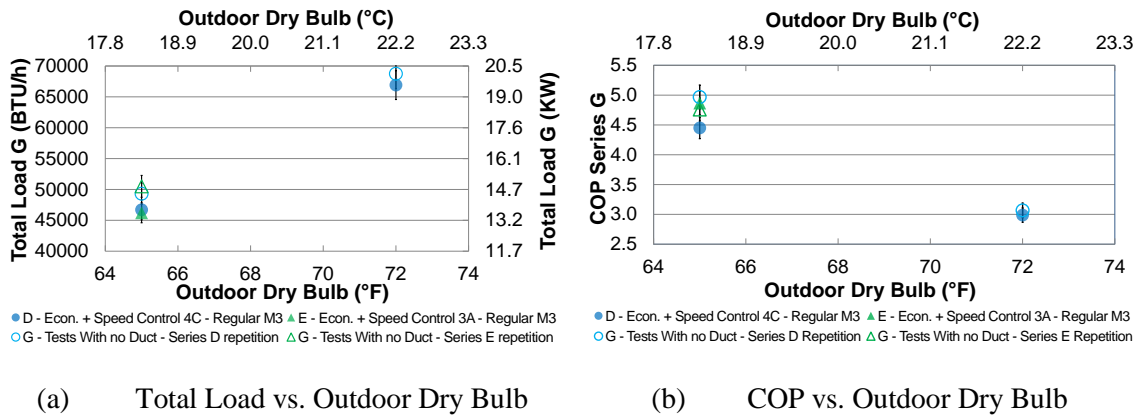 Outdoor Dry Bulb (°C)
17.8 18.9 20.0 21.1 22.2 23.3
70000
65000
60000
55000
50000
45000
40000
Total Load G (BTU/h)
20.5
19.0
17.6
16.1
14.7
13.2
11.7
Total Load G (KW)
64 66 68 70 72 74
Outdoor Dry Bulb (°F)
D - Econ. + Speed Control 4C - Regular M3 E - Econ. + Speed Control 3A - Regular M3
G - Tests With no Duct - Series D repetition G - Tests With no Duct - Series E repetition
(a) Total Load vs. Outdoor Dry Bulb
Outdoor Dry Bulb (°C)
17.8 18.9 20.0 21.1 22.2 23.3
5.5
5.0
4.5
4.0
3.5
3.0
2.5
COP Series G
64 66 68 70 72 74
Outdoor Dry Bulb (°F)
D - Econ. + Speed Control 4C - Regular M3 E - Econ. + Speed Control 3A - Regular M3
G - Tests With no Duct - Series D Repetition G - Tests With no Duct - Series E Repetition
(b) COP vs. Outdoor Dry Bulb